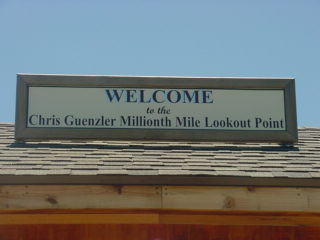 WELCOME
to the
Chris Guenzler Millionth Mile Lookout Point